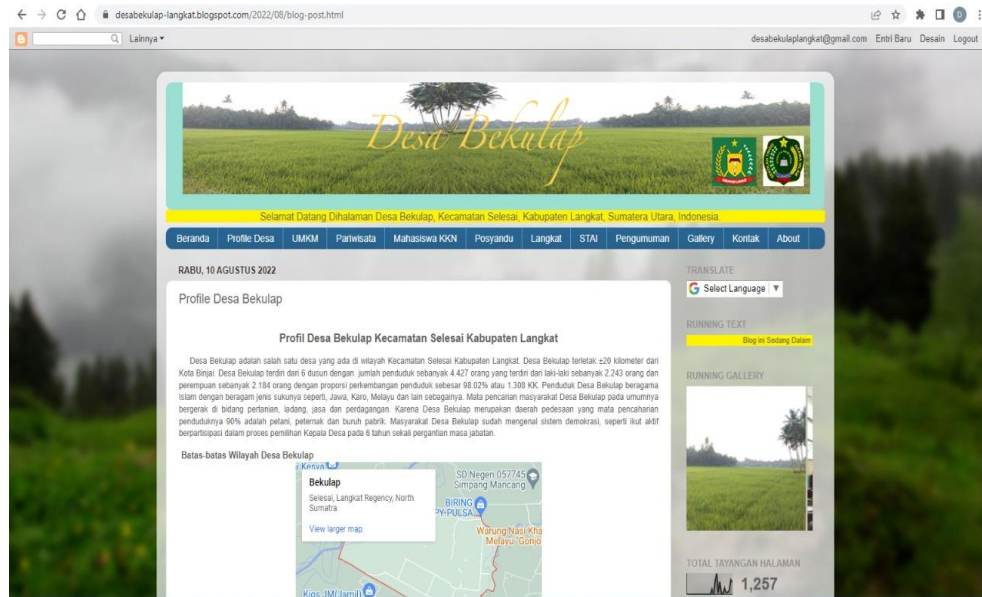 desabekulap-langkat.blogspot.com/2022/08/blog-post.html
D
Lainnya
desabekulaplangkat@gmail.com Entri Baru Desain Logout
Desa Bekulap
Selamat Datang Dihalaman Desa Bekulap, Kecamatan Selesai, Kabupaten Langkat, Sumatera Utara, Indonesia.
Beranda Profile Desa UMKM Pariwisata Mahasiswa KKN Posyandu Langkat STAI Pengumuman Gallery Kontak About
RABU, 10 AGUSTUS 2022
Profile Desa Bekulap
Profil Desa Bekulap Kecamatan Selesai Kabupaten Langkat
Desa Bekulap adalah salah satu desa yang ada di wilayah Kecamatan Selesai Kabupaten Langkat. Desa Bekulap terletak ±20 kilometer dari
Kota Binjai. Desa Bekulap terdiri dari 6 dusun dengan jumlah penduduk sebanyak 4.427 orang yang terdiri dari laki-laki sebanyak 2.243 orang dan
perempuan sebanyak 2.184 orang dengan proporsi perkembangan penduduk sebesar 98.02% atau 1.308 KK. Penduduk Desa Bekulap beragama
Islam dengan beragam jenis sukunya seperti, Jawa, Karo, Melayu dan lain sebagainya. Mata pencarian masyarakat Desa Bekulap pada umumnya
bergerak di bidang pertanian, ladang, jasa dan perdagangan. Karena Desa Bekulap merupakan daerah pedesaan yang mata pencaharian
penduduknya 90% adalah petani, peternak dan buruh pabrik. Masyarakat Desa Bekulap sudah mengenal sistem demokrasi, seperti ikut aktif
berpartisipasi dalam proses pemilihan Kepala Desa pada 6 tahun sekali pergantian masa jabatan.
Batas-batas Wilayah Desa Bekulap
Bekulap
Selesai, Langkat Regency, North
Sumatra
View larger map
SD Negeri 057745
Simpang Mancang
BIRING
PY-PULSA
Warung Nasi Kha
Melayu-Gonjo
Kios JM(Jamil)
TRANSLATE
Select Language
RUNNING TEXT
Blog ini Sedang Dalam
RUNNING GALLERY
TOTAL TAYANGAN HALAMAN
1,257